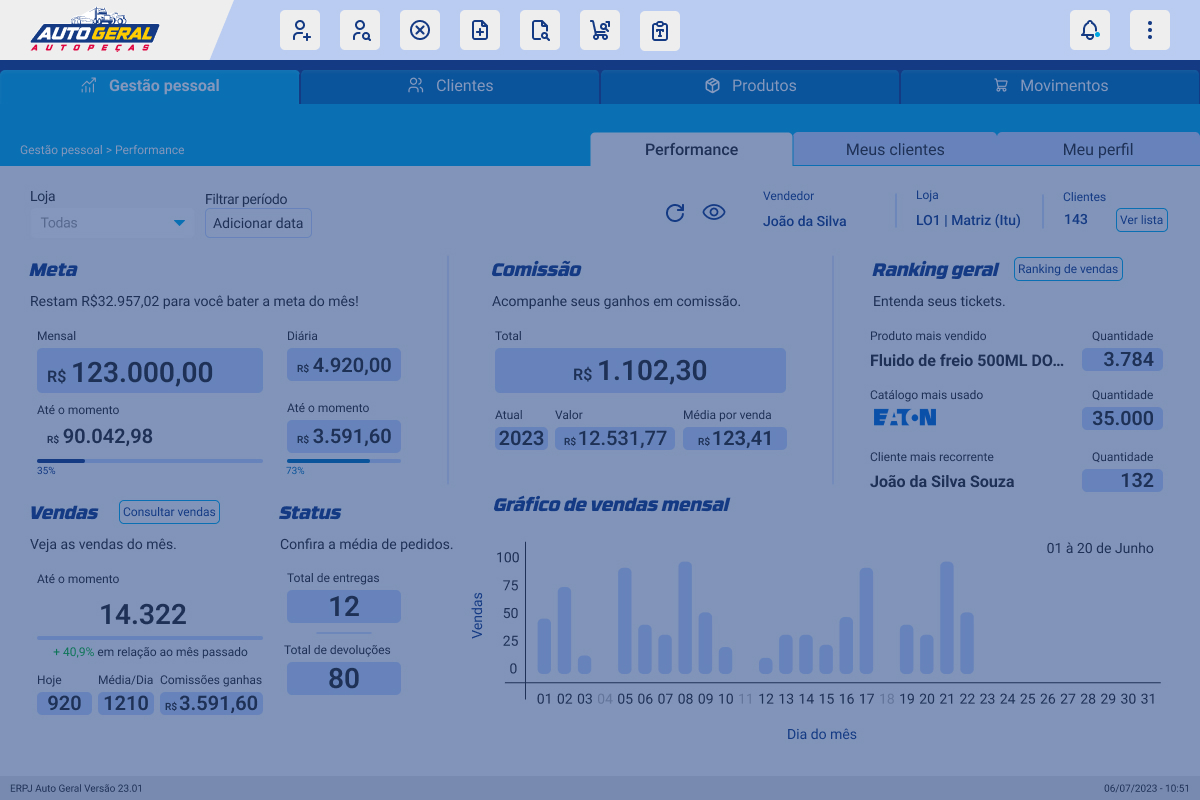 AUTO GERAL
AUTOPEÇAS
Gestão pessoal
Clientes
Produtos
Movimentos
Gestão pessoal > Performance
Performance
Meus clientes
Meu perfil
Loja
Todas
Filtrar período
Adicionar data
Vendedor
João da Silva
Loja
LO1 | Matriz (Itu)
Clientes
143
Ver lista
Meta
Restam R$32.957,02 para você bater a meta do mês!
Mensal
R$ 123.000,00
Até o momento
R$ 90.042,98
35%
Diária
R$ 4.920,00
Até o momento
R$ 3.591,60
73%
Comissão
Acompanhe seus ganhos em comissão.
Total
R$ 1.102,30
Atual
2023
Valor
R$ 12.531,77
Média por venda
R$ 123,41
Ranking geral
Ranking de vendas
Entenda seus tickets.
Produto mais vendido
Fluido de freio 500ML DO...
Quantidade
3.784
Catálogo mais usado
EATON
Quantidade
35.000
Cliente mais recorrente
João da Silva Souza
Quantidade
132
Vendas
Consultar vendas
Veja as vendas do mês.
Até o momento
14.322
+ 40,9% em relação ao mês passado
Hoje
920
Média/Dia
1210
Comissões ganhas
R$ 3.591,60
Status
Confira a média de pedidos.
Total de entregas
12
Total de devoluções
80
Gráfico de vendas mensal
01 à 20 de Junho
Vendas
100
75
50
25
0
01 02 03 04 05 06 07 08 09 10 11 12 13 14 15 16 17 18 19 20 21 22 23 24 25 26 27 28 29 30 31
Dia do mês
ERPJ Auto Geral Versão 23.01
06/07/2023 - 10:51